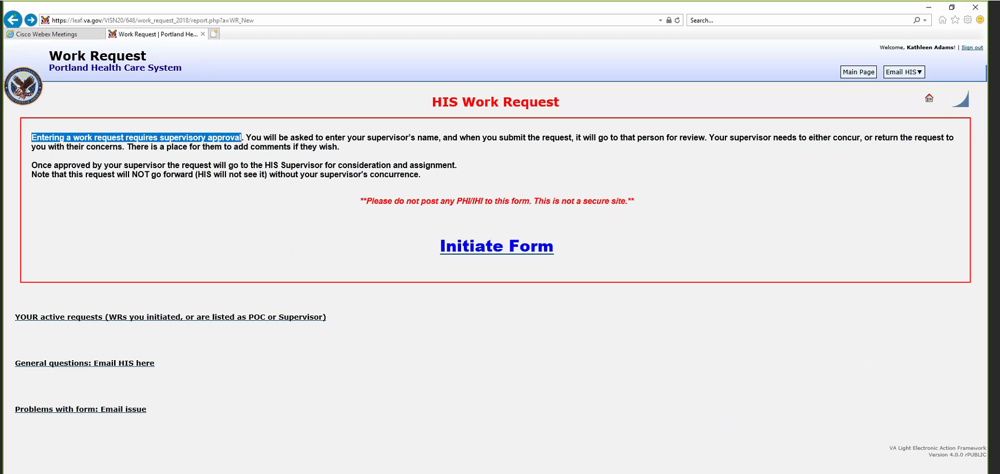 https://leaf.va.gov/VISN20/648/work_request_2018/report.php?a=WR_New
Search...
Cisco Webex Meetings
Work Request | Portland He...
Welcome, Kathleen Adams! | Sign out
Work Request
Portland Health Care System
Main Page
Email HIS▼
HIS Work Request
Entering a work request requires supervisory approval. You will be asked to enter your supervisor's name, and when you submit the request, it will go to that person for review. Your supervisor needs to either concur, or return the request to
you with their concerns. There is a place for them to add comments if they wish.
Once approved by your supervisor the request will go to the HIS Supervisor for consideration and assignment.
Note that this request will NOT go forward (HIS will not see it) without your supervisor's concurrence.
**Please do not post any PHI/IHI to this form. This is not a secure site.**
Initiate Form
YOUR active requests (WRs you initiated, or are listed as POC or Supervisor)
General questions: Email HIS here
Problems with form: Email issue
VA Light Electronic Action Framework
Version 4.0.0 rPUBLIC